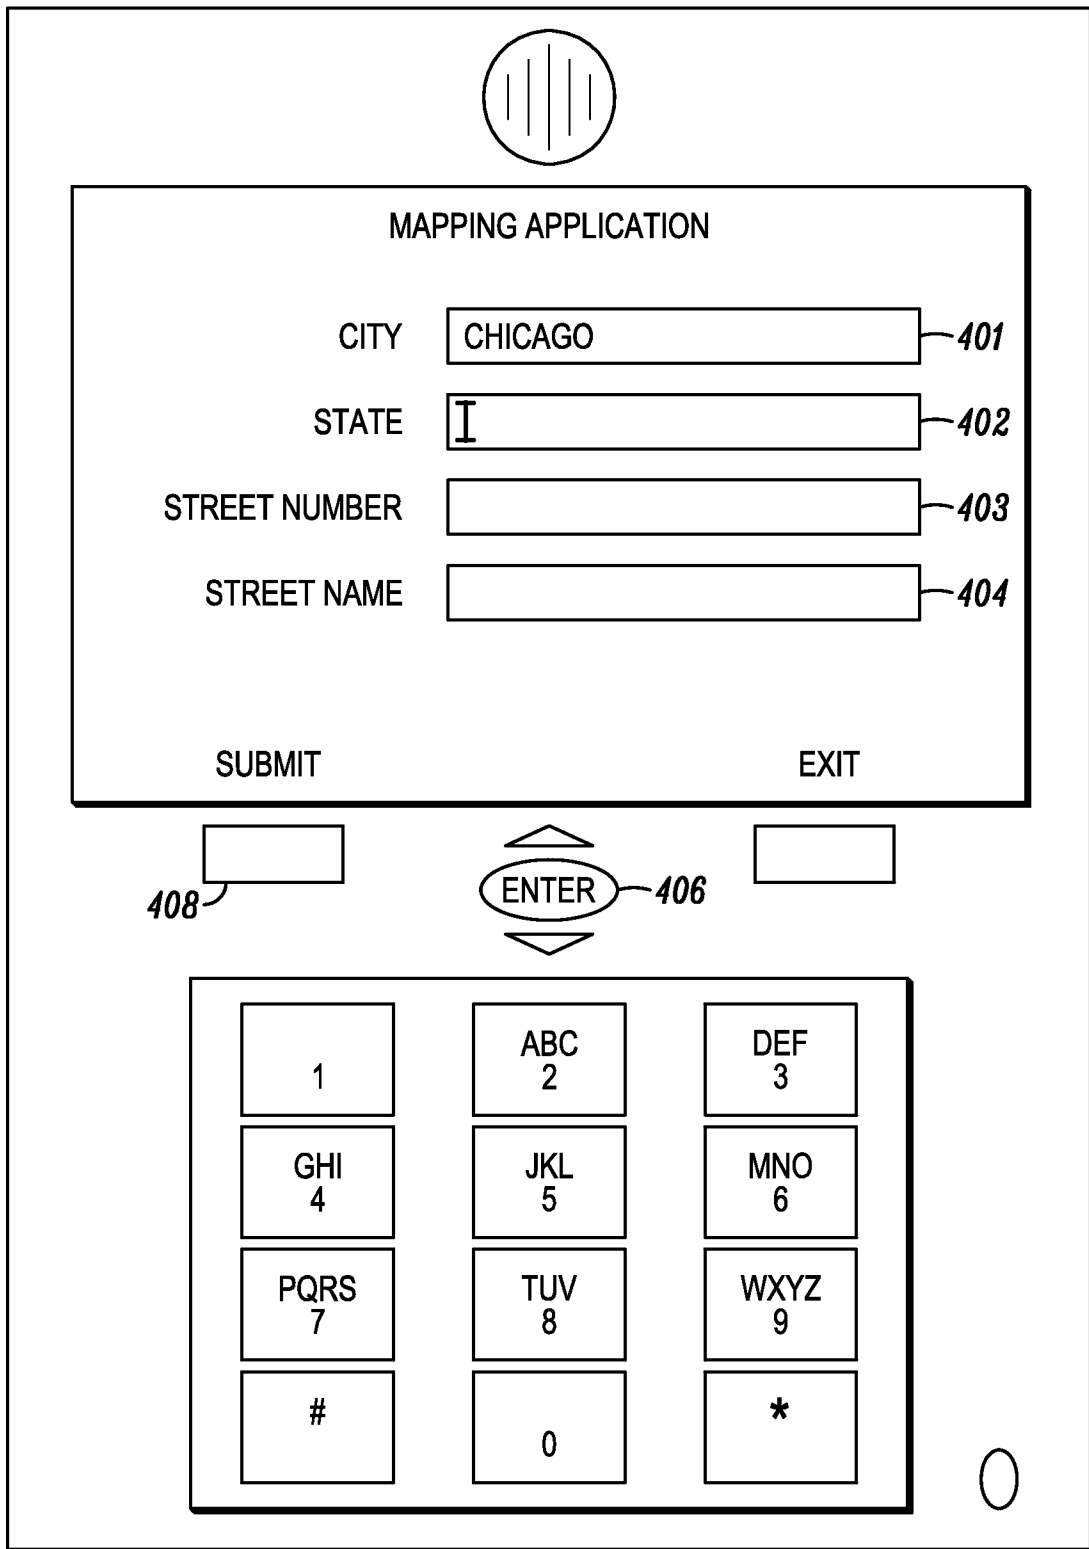 MAPPING APPLICATION
CITY CHICAGO 401
STATE 402
STREET NUMBER 403
STREET NAME 404
SUBMIT EXIT
408 ENTER 406
ABC DEF
1 2 3
GHI JKL MNO
4 5 6
PQRS TUV WXYZ
7 8 9
# *
0